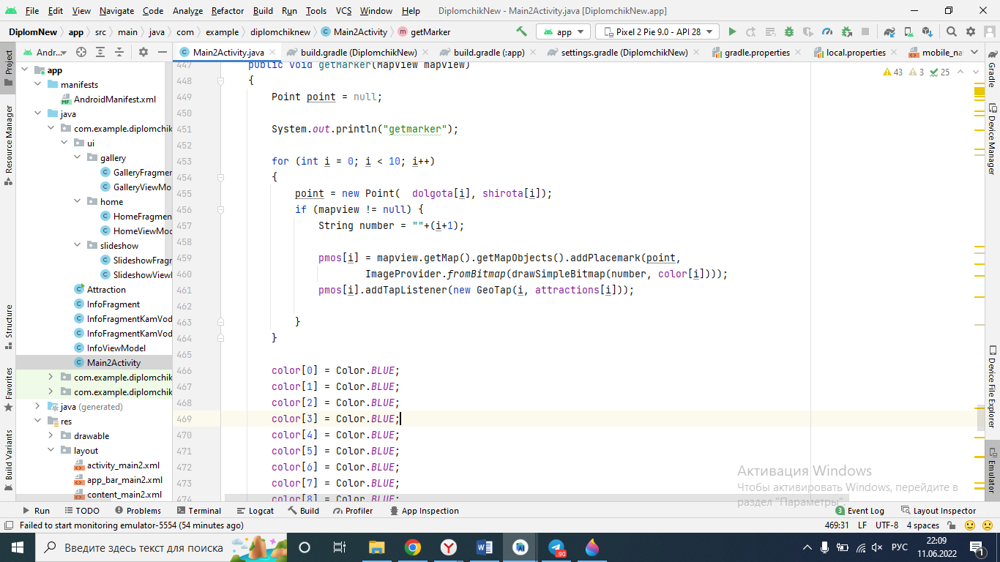 File Edit View Navigate Code Analyze Refactor Build Run Tools VCS Window Help DiplomchikNew - Main2Activity.java [DiplomchikNew.app]
DiplomNew app src main java com example diplomchiknew Main2Activity getMarker app Pixel 2 Pie 9.0 - API 28
Andr... Main2Activity.java build.gradle (DiplomchikNew) build.gradle (:app) settings.gradle (DiplomchikNew) gradle.properties local.properties mobile_na
43 3 25
Project
Resource Manager
Structure
Favorites
Build Variants
app
manifests
AndroidManifest.xml
java
com.example.diplomchik
ui
gallery
GalleryFragmen
GalleryViewMo
home
HomeFragmen
HomeViewMod
slideshow
SlideshowFragr
SlideshowViewI
Attraction
InfoFragment
InfoFragmentKamVod
InfoFragmentKamVod
InfoViewModel
Main2Activity
com.example.diplomchik
com.example.diplomchik
java (generated)
res
drawable
layout
activity_main2.xml
app_bar_main2.xml
content_main2.xml
447 public void getMarker(MapView mapview)
448 {
449 Point point = null;
450
451 System.out.println("getmarker");
452
453 for (int i = 0; i < 10; i++)
454 {
455 point = new Point(  dolgota[i], shirota[i]);
456 if (mapview != null) {
457 String number = ""+(i+1);
458
459 pmos[i] = mapview.getMap().getMapObjects().addPlacemark(point,
460 ImageProvider.fromBitmap(drawSimpleBitmap(number, color[i])));
461 pmos[i].addTapListener(new GeoTap(i, attractions[i]));
462
463 }
464 }
465
466 color[0] = Color.BLUE;
467 color[1] = Color.BLUE;
468 color[2] = Color.BLUE;
469 color[3] = Color.BLUE;
470 color[4] = Color.BLUE;
471 color[5] = Color.BLUE;
472 color[6] = Color.BLUE;
473 color[7] = Color.BLUE;
474 color[8] = Color.BLUE;
Gradle
Device Manager
Device File Explorer
Emulator
Активация Windows
Чтобы активировать Windows, перейдите в
раздел "Параметры".
Run TODO Problems Terminal Logcat Build Profiler App Inspection 3 Event Log Layout Inspector
Failed to start monitoring emulator-5554 (54 minutes ago) 469:31 LF UTF-8 4 spaces
Введите здесь текст для поиска .90 РУС 22:09
11.06.2022 1